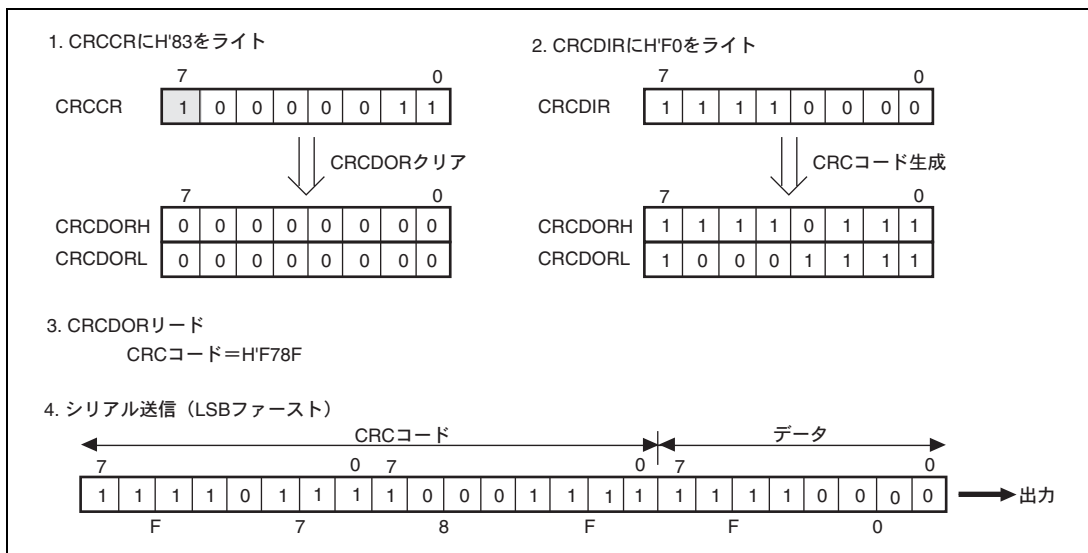 1. CRCCRにH'83をライト
7 0
CRCCR 1 0 0 0 0 0 1 1
CRCDORクリア
7 0
CRCDORH 0 0 0 0 0 0 0 0
CRCDORL 0 0 0 0 0 0 0 0
2. CRCDIRにH'F0をライト
7 0
CRCDIR 1 1 1 1 0 0 0 0
CRCコード生成
7 0
CRCDORH 1 1 1 1 0 1 1 1
CRCDORL 1 0 0 0 1 1 1 1
3. CRCDORリード
CRCコード＝H'F78F
4. シリアル送信（LSBファースト）
CRCコード データ
7 0 7 0 7 0
1 1 1 1 0 1 1 1 1 0 0 0 1 1 1 1 1 1 1 1 0 0 0 0 出力
F 7 8 F F 0